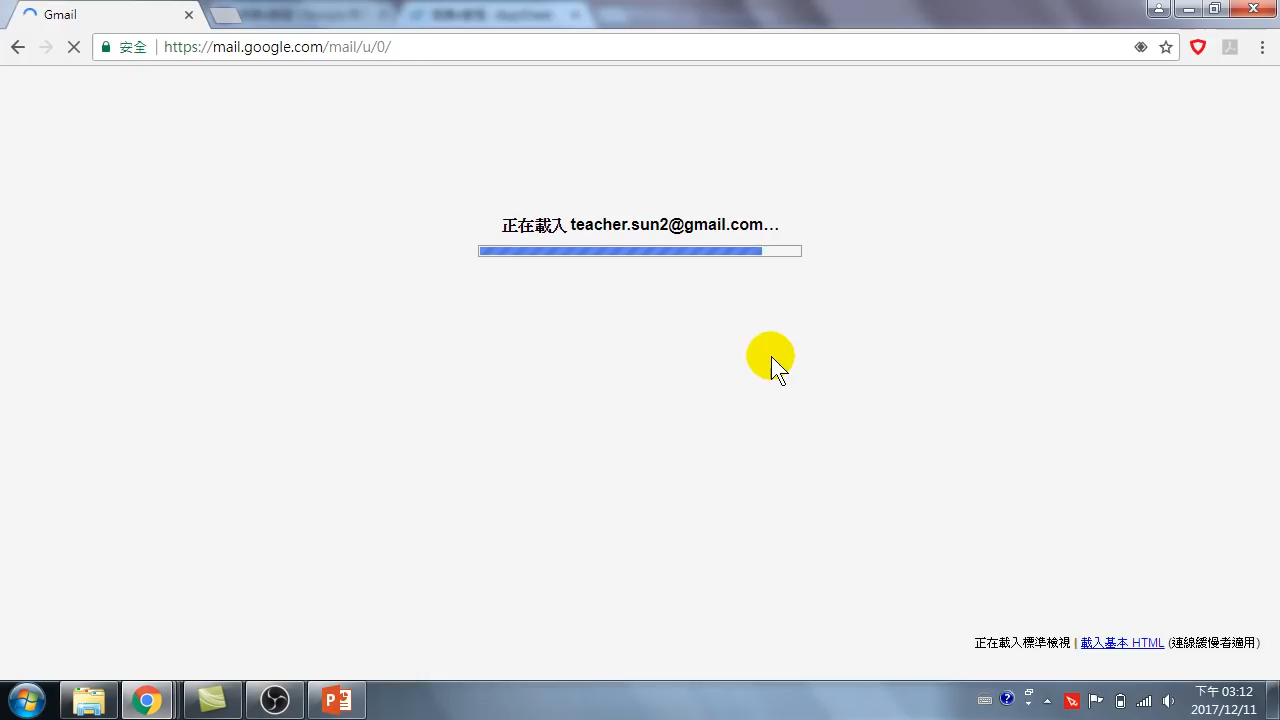 Gmail
安全 https://mail.google.com/mail/u/0/
正在載入 teacher.sun2@gmail.com…
正在載入標準檢視 | 載入基本 HTML (連線緩慢者適用)
下午 03:12
2017/12/11